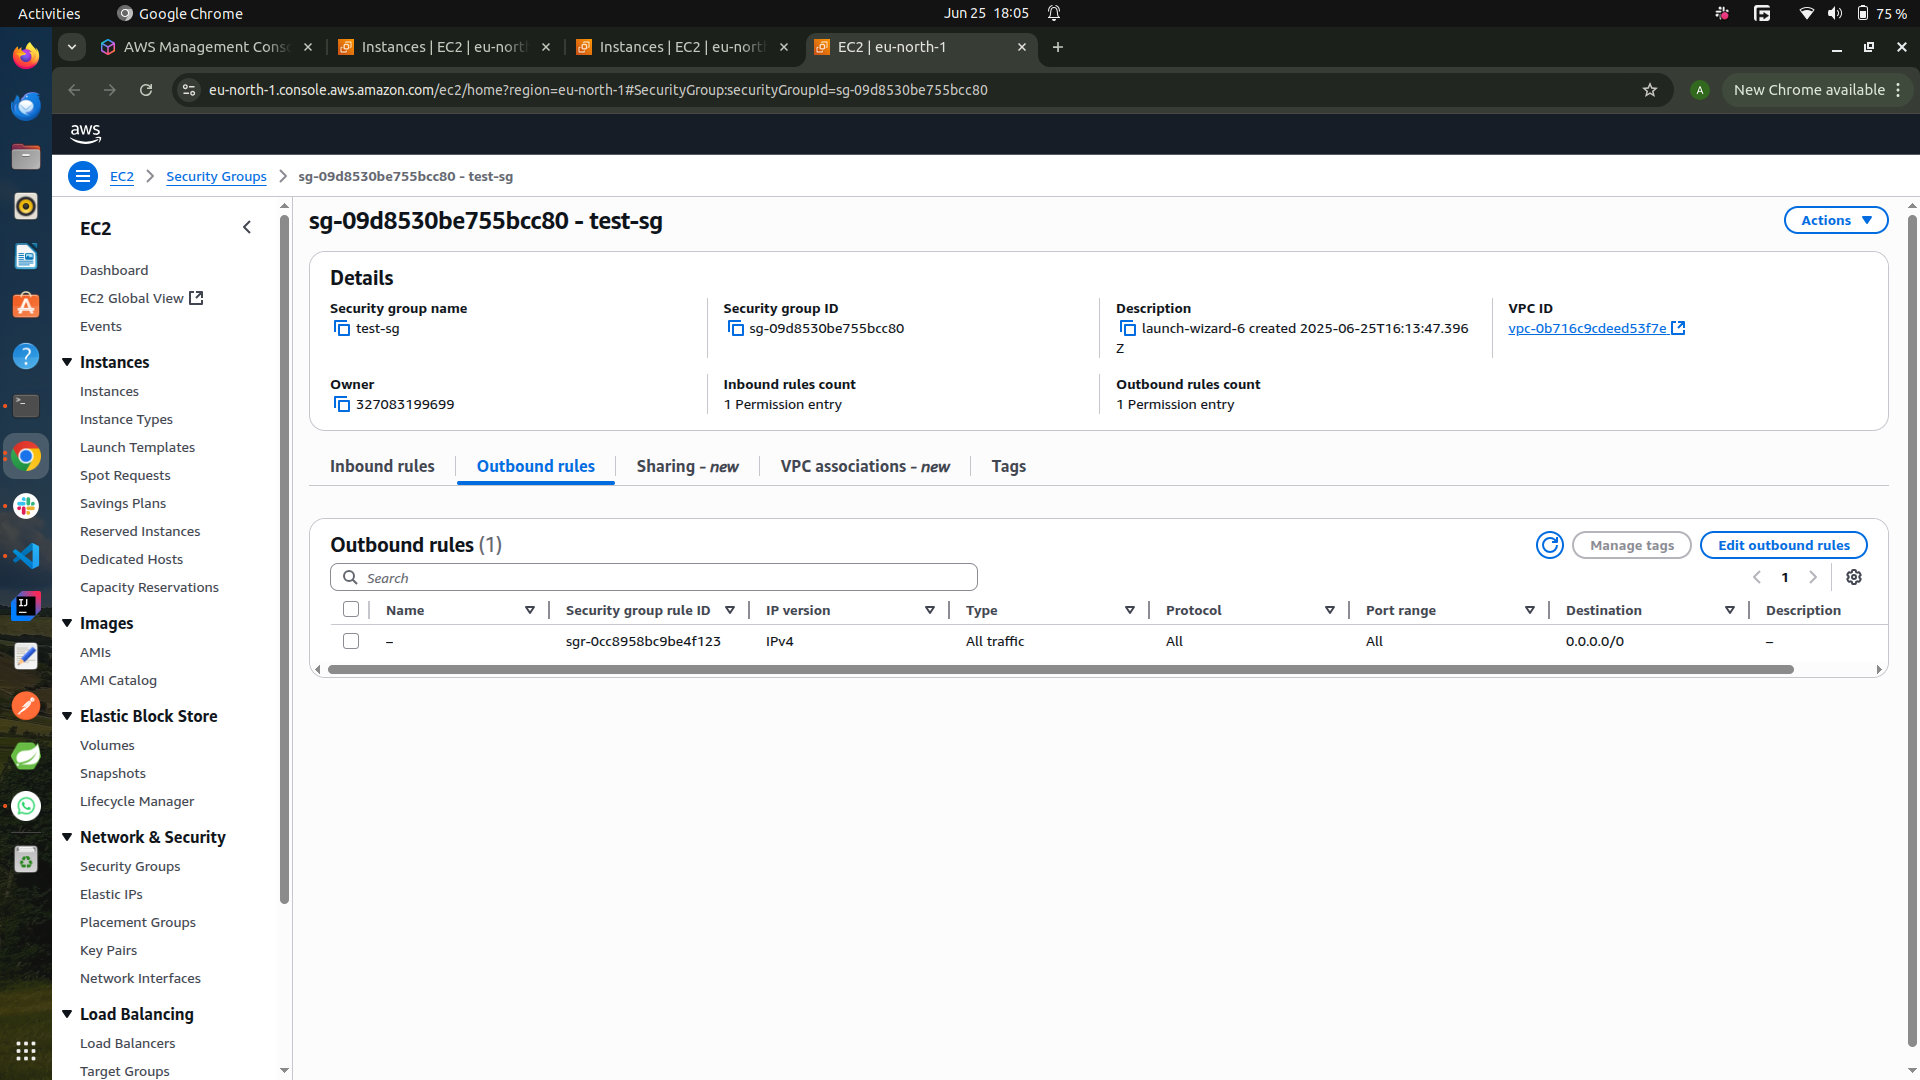 Activities
Google Chrome
Jun 25 18:05
75 %
AWS Management Conso
Instances | EC2 | eu-nort
Instances | EC2 | eu-nort
EC2 | eu-north-1
eu-north-1.console.aws.amazon.com/ec2/home?region=eu-north-1#SecurityGroup:securityGroupId=sg-09d8530be755bcc80
A
New Chrome available
aws
EC2
Security Groups
sg-09d8530be755bcc80 - test-sg
EC2
Dashboard
EC2 Global View
Events
Instances
Instances
Instance Types
Launch Templates
Spot Requests
Savings Plans
Reserved Instances
Dedicated Hosts
Capacity Reservations
Images
AMIs
AMI Catalog
Elastic Block Store
Volumes
Snapshots
Lifecycle Manager
Network & Security
Security Groups
Elastic IPs
Placement Groups
Key Pairs
Network Interfaces
Load Balancing
Load Balancers
Target Groups
sg-09d8530be755bcc80 - test-sg
Actions
Details
Security group name
test-sg
Security group ID
sg-09d8530be755bcc80
Description
launch-wizard-6 created 2025-06-25T16:13:47.396
Z
VPC ID
vpc-0b716c9cdeed53f7e
Owner
327083199699
Inbound rules count
1 Permission entry
Outbound rules count
1 Permission entry
Inbound rules
Outbound rules
Sharing - new
VPC associations - new
Tags
Outbound rules (1)
Manage tags
Edit outbound rules
Search
1
Name Security group rule ID IP version Type Protocol Port range Destination Description
– sgr-0cc8958bc9be4f123 IPv4 All traffic All All 0.0.0.0/0 –